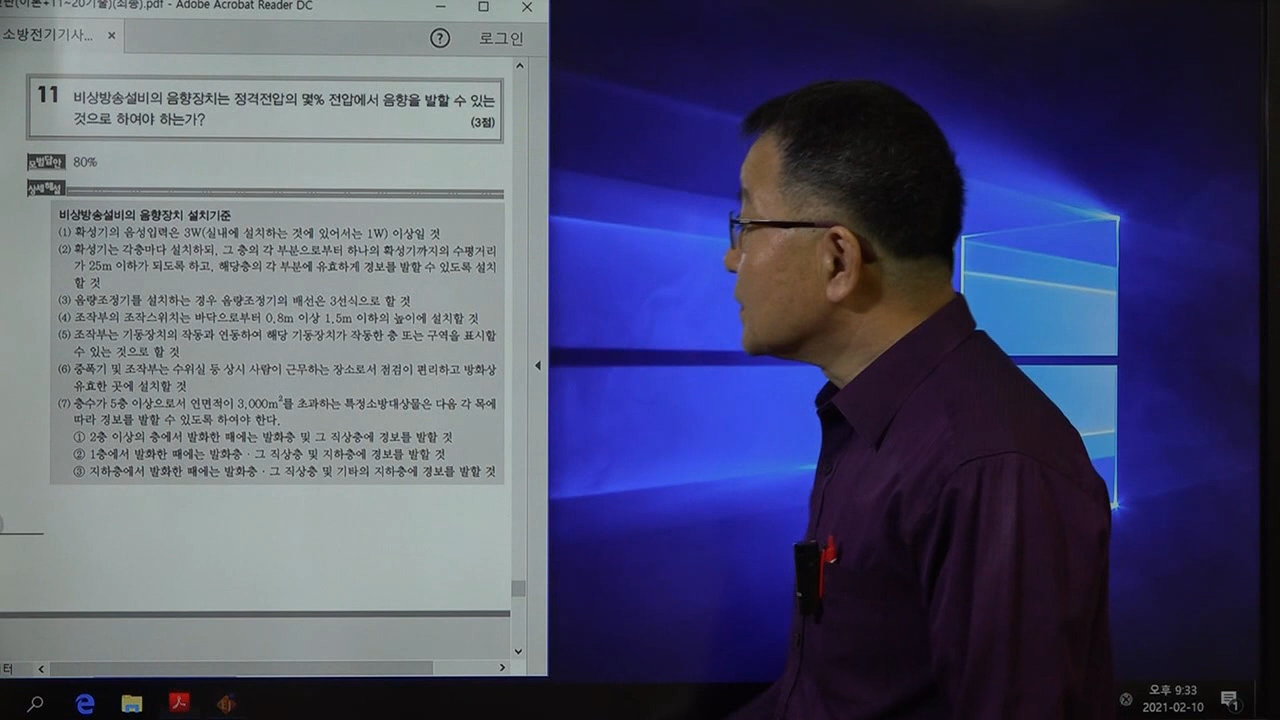 (이론+11~20기출)(최종).pdf - Adobe Acrobat Reader DC
소방전기기사... ×
? 로그인
11 비상방송설비의 음향장치는 정격전압의 몇% 전압에서 음향을 발할 수 있는
것으로 하여야 하는가? (3점)
모범답안 80%
상세해설
비상방송설비의 음향장치 설치기준
(1) 확성기의 음성입력은 3W(실내에 설치하는 것에 있어서는 1W) 이상일 것
(2) 확성기는 각층마다 설치하되, 그 층의 각 부분으로부터 하나의 확성기까지의 수평거리
가 25m 이하가 되도록 하고, 해당층의 각 부분에 유효하게 경보를 발할 수 있도록 설치
할 것
(3) 음량조정기를 설치하는 경우 음량조정기의 배선은 3선식으로 할 것
(4) 조작부의 조작스위치는 바닥으로부터 0.8m 이상 1.5m 이하의 높이에 설치할 것
(5) 조작부는 기동장치의 작동과 연동하여 해당 기동장치가 작동한 층 또는 구역을 표시할
수 있는 것으로 할 것
(6) 증폭기 및 조작부는 수위실 등 상시 사람이 근무하는 장소로서 점검이 편리하고 방화상
유효한 곳에 설치할 것
(7) 층수가 5층 이상으로서 연면적이 3,000m²를 초과하는 특정소방대상물은 다음 각 목에
따라 경보를 발할 수 있도록 하여야 한다.
① 2층 이상의 층에서 발화한 때에는 발화층 및 그 직상층에 경보를 발할 것
② 1층에서 발화한 때에는 발화층·그 직상층 및 지하층에 경보를 발할 것
③ 지하층에서 발화한 때에는 발화층·그 직상층 및 기타의 지하층에 경보를 발할 것
터
오후 9:33
2021-02-10
1